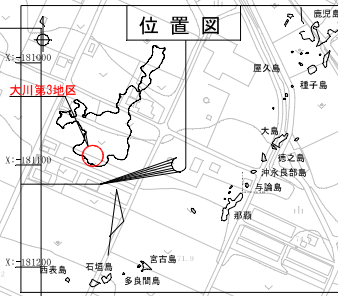 位置図
鹿児島
X:-181000
屋久島
種子島
大川第3地区
大島
徳之島
X:-181100
沖永良部島
与論島
那覇
宮古島
X:-181200
石垣島
西表島
多良間島